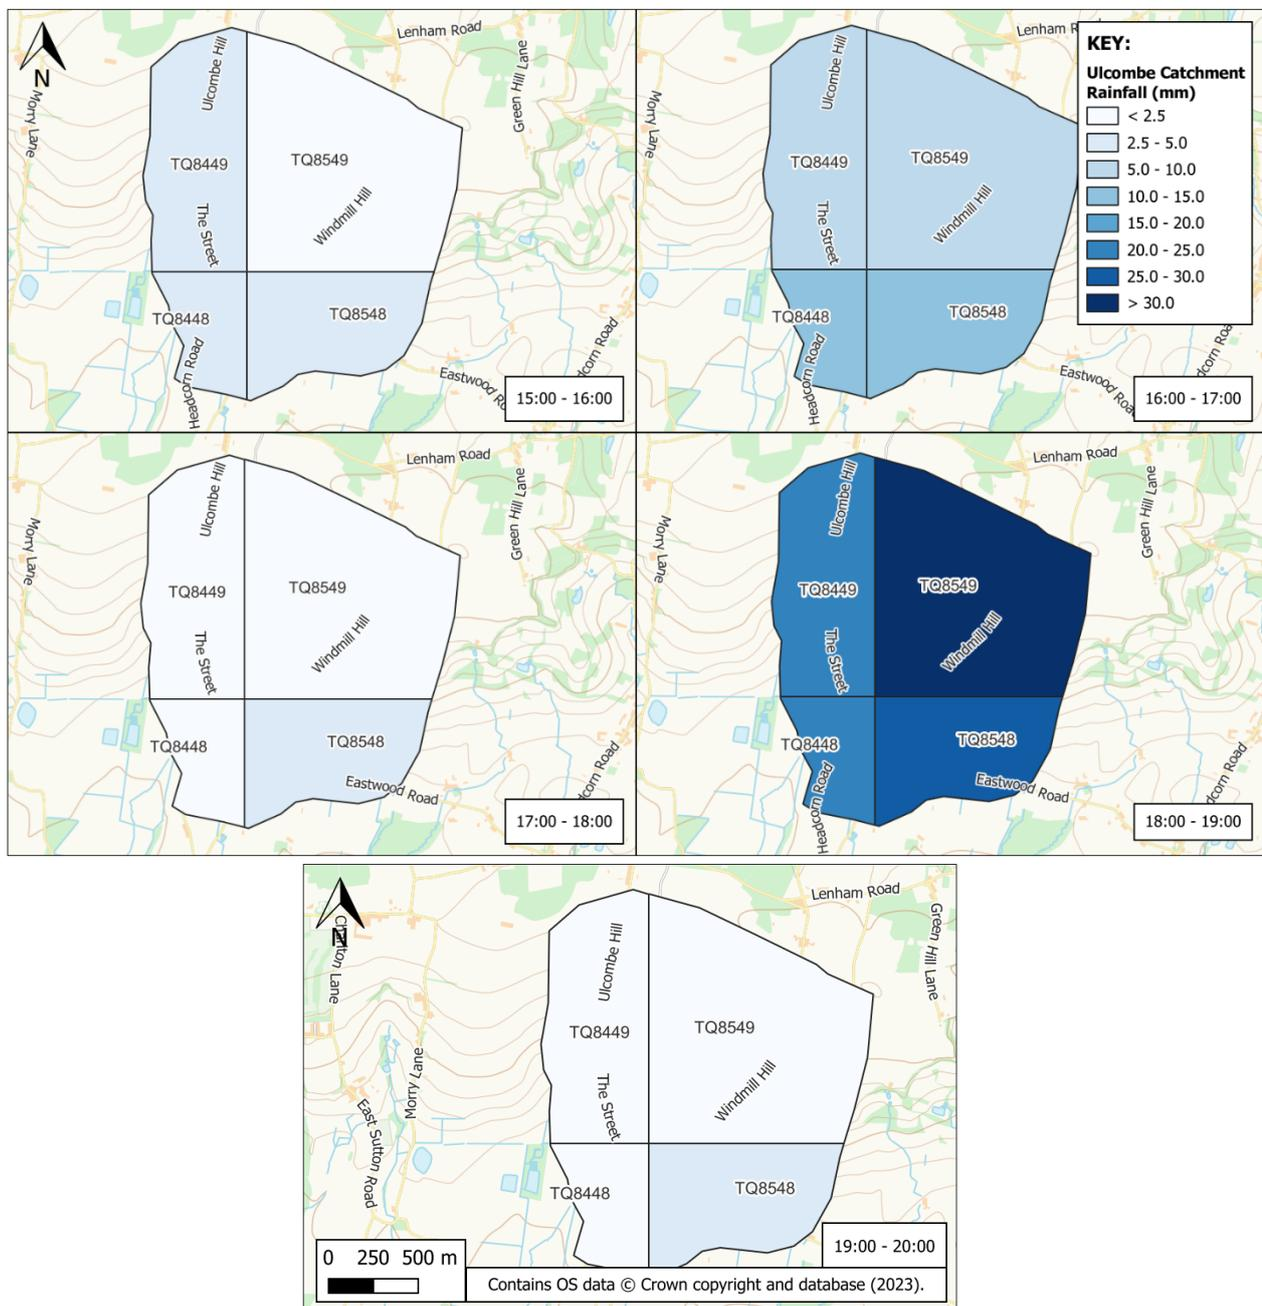 N
Lenham Road
Ulcombe Hill
Green Hill Lane
Morry Lane
TQ8449
TQ8549
The Street
Windmill Hill
TQ8448
TQ8548
Headcorn Road
Eastwood Ro
dcorn Road
15:00 - 16:00
Lenham R
Ulcombe Hill
Morry Lane
TQ8449
TQ8549
The Street
Windmill Hill
TQ8448
TQ8548
Headcorn Road
Eastwood Road
dcorn Roa
16:00 - 17:00
KEY:
Ulcombe Catchment
Rainfall (mm)
< 2.5
2.5 - 5.0
5.0 - 10.0
10.0 - 15.0
15.0 - 20.0
20.0 - 25.0
25.0 - 30.0
> 30.0
Lenham Road
Ulcombe Hill
Green Hill Lane
Morry Lane
TQ8449
TQ8549
The Street
Windmill Hill
TQ8448
TQ8548
Eastwood Road
dcorn Road
17:00 - 18:00
Lenham Road
Ulcombe Hill
Green Hill Lane
Morry Lane
TQ8449
TQ8549
The Street
Windmill Hill
TQ8448
TQ8548
Headcorn Road
Eastwood Road
dcorn Road
18:00 - 19:00
N
Lenham Road
Green Hill Lane
Ulcombe Hill
TQ8449
TQ8549
Morry Lane
The Street
Windmill Hill
East Sutton Road
TQ8448
TQ8548
19:00 - 20:00
0 250 500 m
Contains OS data © Crown copyright and database (2023).